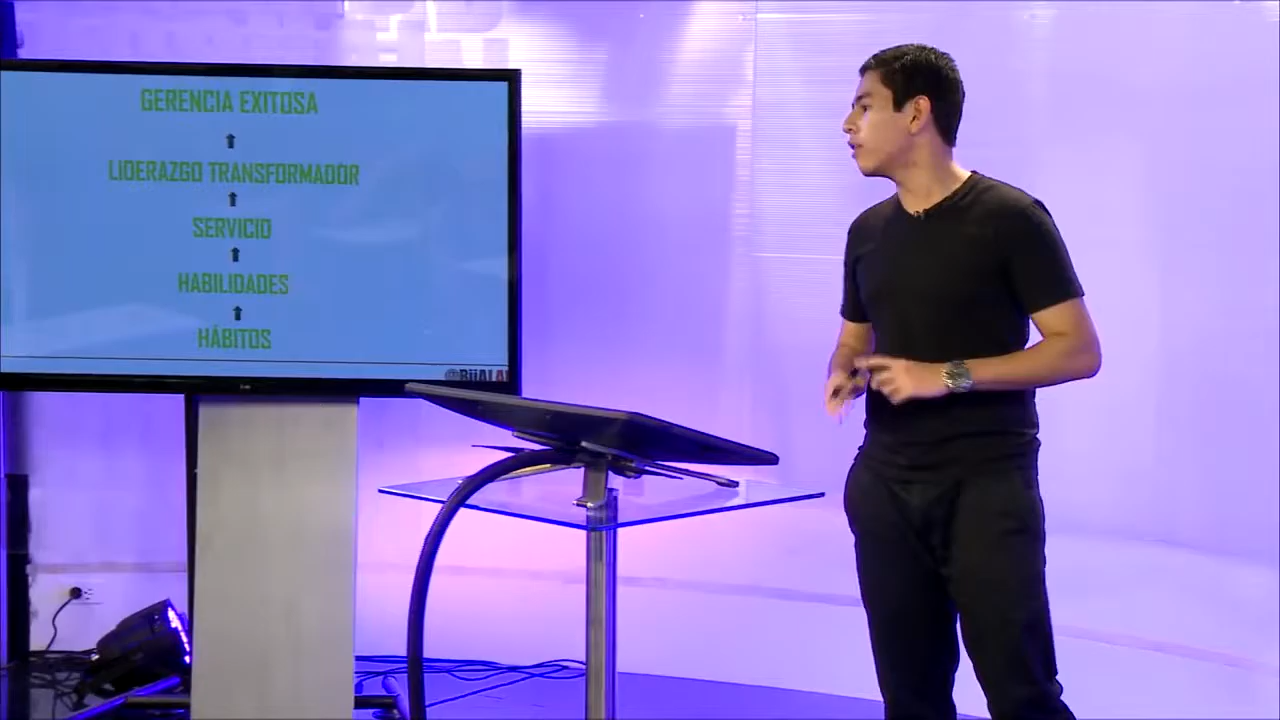 GERENCIA EXITOSA
LIDERAZGO TRANSFORMADOR
SERVICIO
HABILIDADES
HÁBITOS